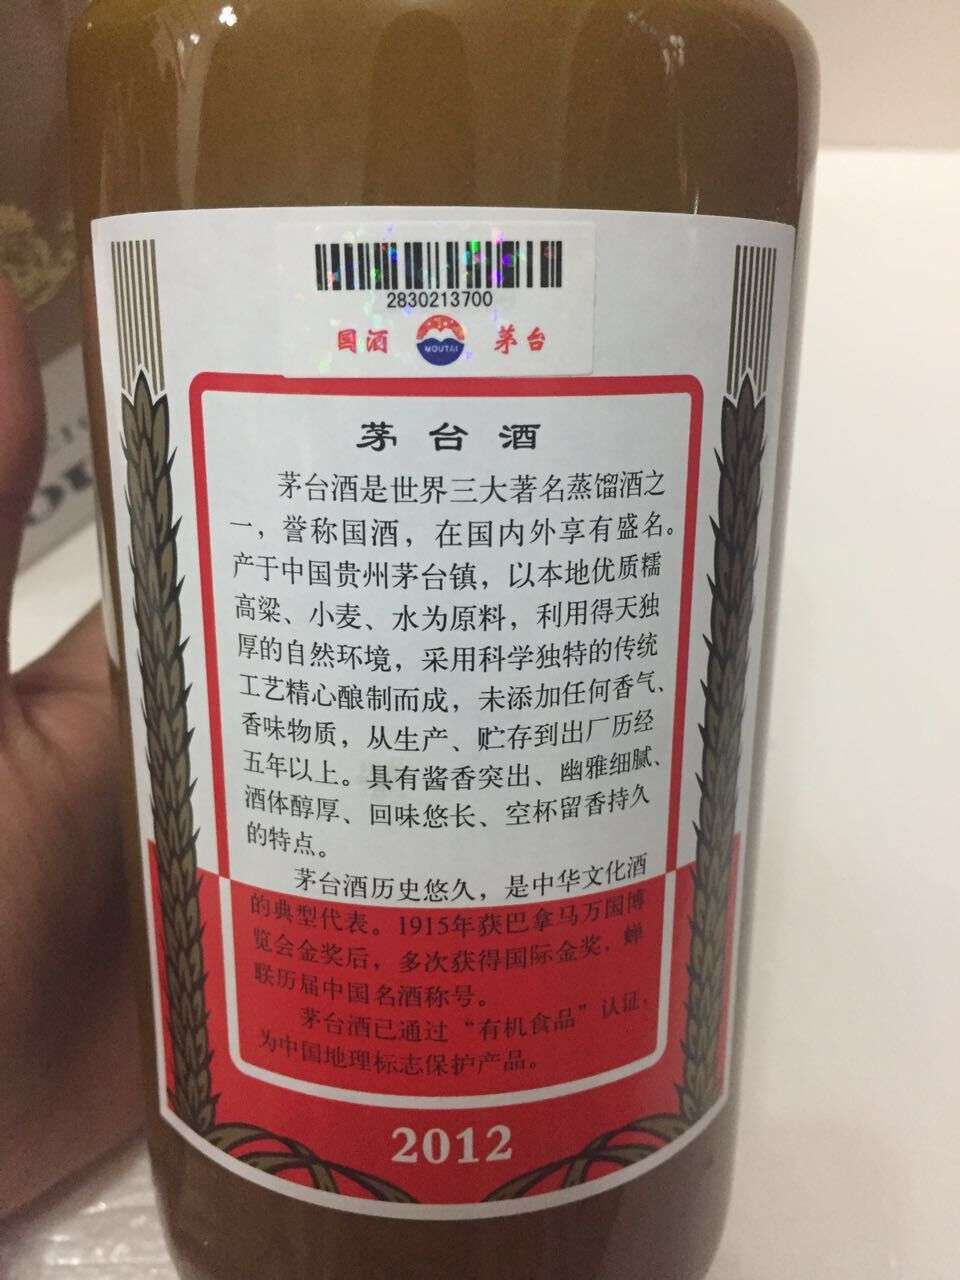 2830213700
国酒 MOUTAI 茅台
茅台酒
茅台酒是世界三大著名蒸馏酒之
一，誉称国酒，在国内外享有盛名。
产于中国贵州茅台镇，以本地优质糯
高粱、小麦、水为原料，利用得天独
厚的自然环境，采用科学独特的传统
工艺精心酿制而成，未添加任何香气、
香味物质，从生产、贮存到出厂历经
五年以上。具有酱香突出、幽雅细腻、
酒体醇厚、回味悠长、空杯留香持久
的特点。
茅台酒历史悠久，是中华文化酒
的典型代表。1915年获巴拿马万国博
览会金奖后，多次获得国际金奖，蝉
联历届中国名酒称号。
茅台酒已通过“有机食品”认证，
为中国地理标志保护产品。
2012